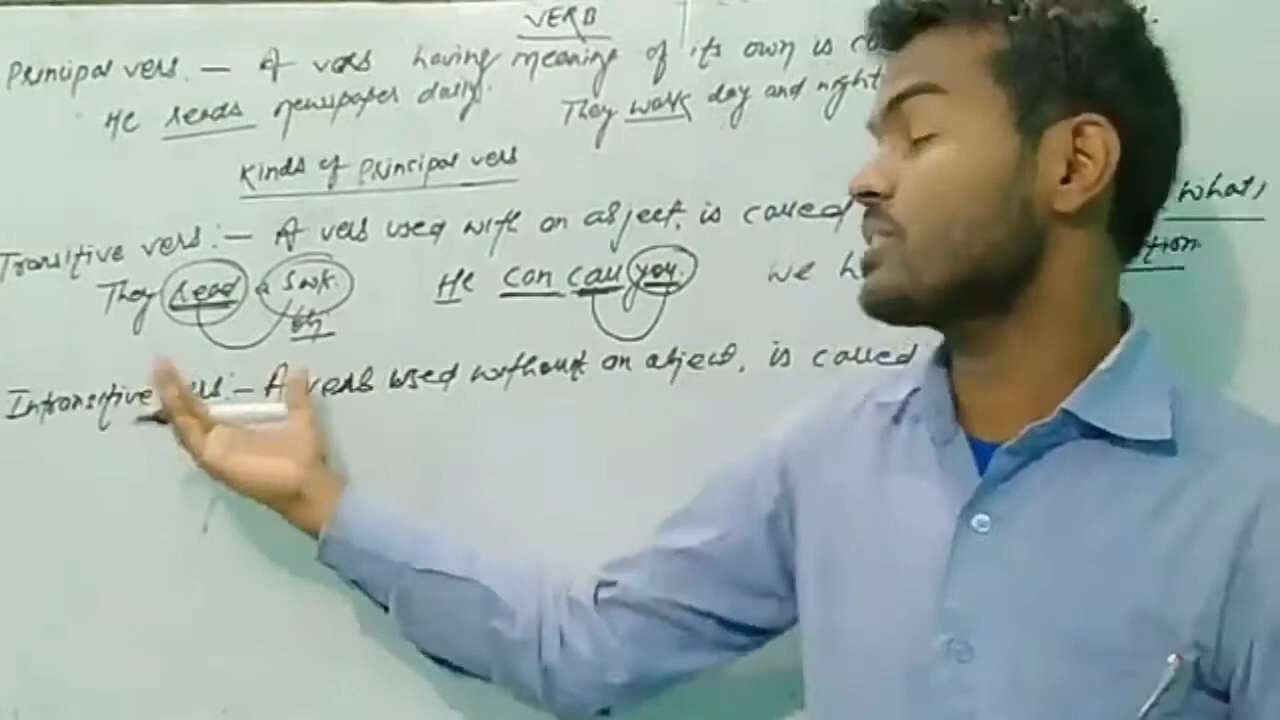 VERB
Principal verb. – A verb having meaning of its own is
He reads newspaper daily. They work day and night
Kinds of Principal verb
Transitive verb :– A verb used with an object, is called what,
They read a book. He can call you. we
Intransitive verb :– A verb used without an object, is called